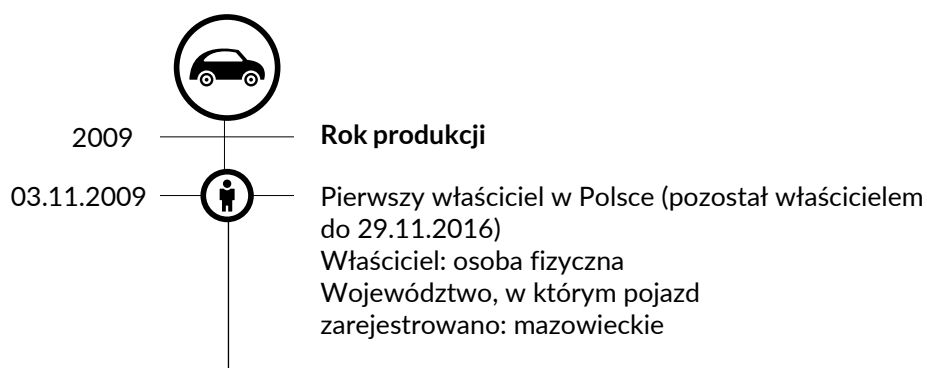 2009 Rok produkcji
03.11.2009 Pierwszy właściciel w Polsce (pozostał właścicielem
do 29.11.2016)
Właściciel: osoba fizyczna
Województwo, w którym pojazd
zarejestrowano: mazowieckie